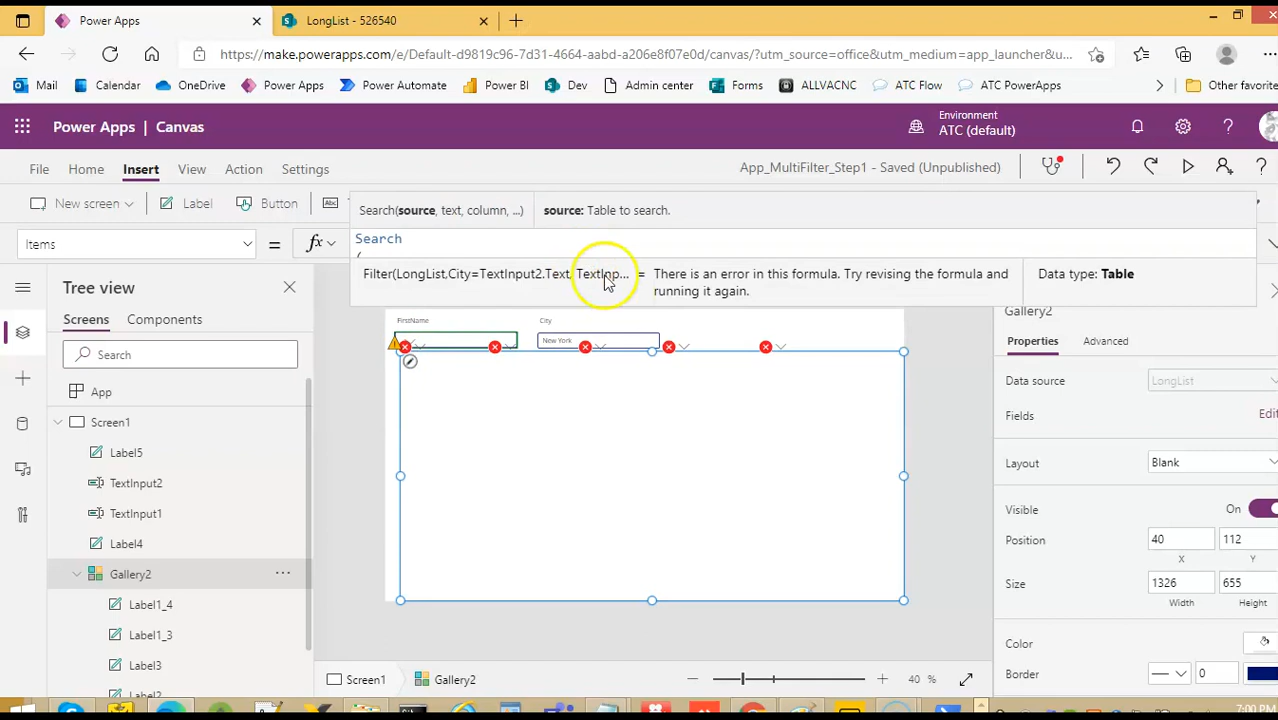 Power Apps
LongList - 526540
https://make.powerapps.com/e/Default-d9819c96-7d31-4664-aabd-a206e8f07e0d/canvas/?utm_source=office&utm_medium=app_launcher&u...
Mail
Calendar
OneDrive
Power Apps
Power Automate
Power BI
Dev
Admin center
Forms
ALLVACNC
ATC Flow
ATC PowerApps
Other favorite
Power Apps | Canvas
Environment
ATC (default)
File
Home
Insert
View
Action
Settings
App_MultiFilter_Step1 - Saved (Unpublished)
New screen
Label
Button
Search(source, text, column, ...)
source: Table to search.
Items
=
fx
Search
(
Filter(LongList.City=TextInput2.Text, TextInp...
=
There is an error in this formula. Try revising the formula and
running it again.
Data type: Table
Tree view
Screens
Components
Search
App
Screen1
Label5
TextInput2
TextInput1
Label4
Gallery2
Label1_4
Label1_3
Label3
FirstName
City
New York
Gallery2
Properties
Advanced
Data source
LongList
Fields
Edit
Layout
Blank
Visible
On
Position
40
112
X
Y
Size
1326
655
Width
Height
Color
Border
0
Screen1
Gallery2
40 %
7:00 PM